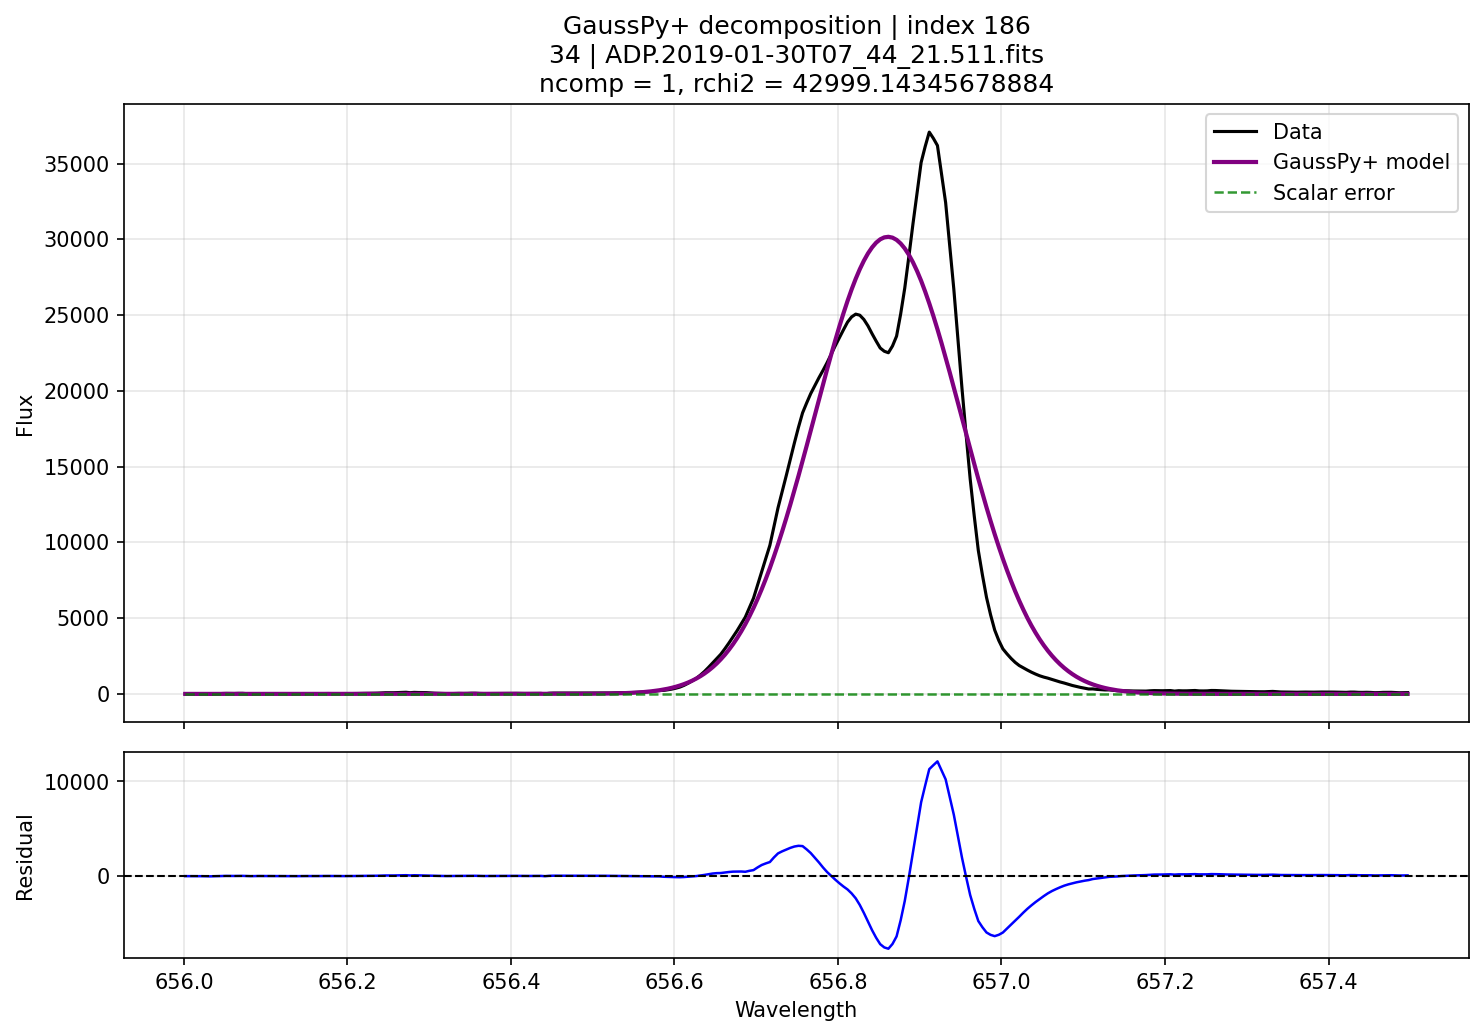 GaussPy+ decomposition | index 186
34 | ADP.2019-01-30T07_44_21.511.fits
ncomp = 1, rchi2 = 42999.14345678884
Data
GaussPy+ model
Scalar error
35000
30000
25000
20000
15000
10000
5000
0
Flux
10000
0
Residual
656.0 656.2 656.4 656.6 656.8 657.0 657.2 657.4
Wavelength